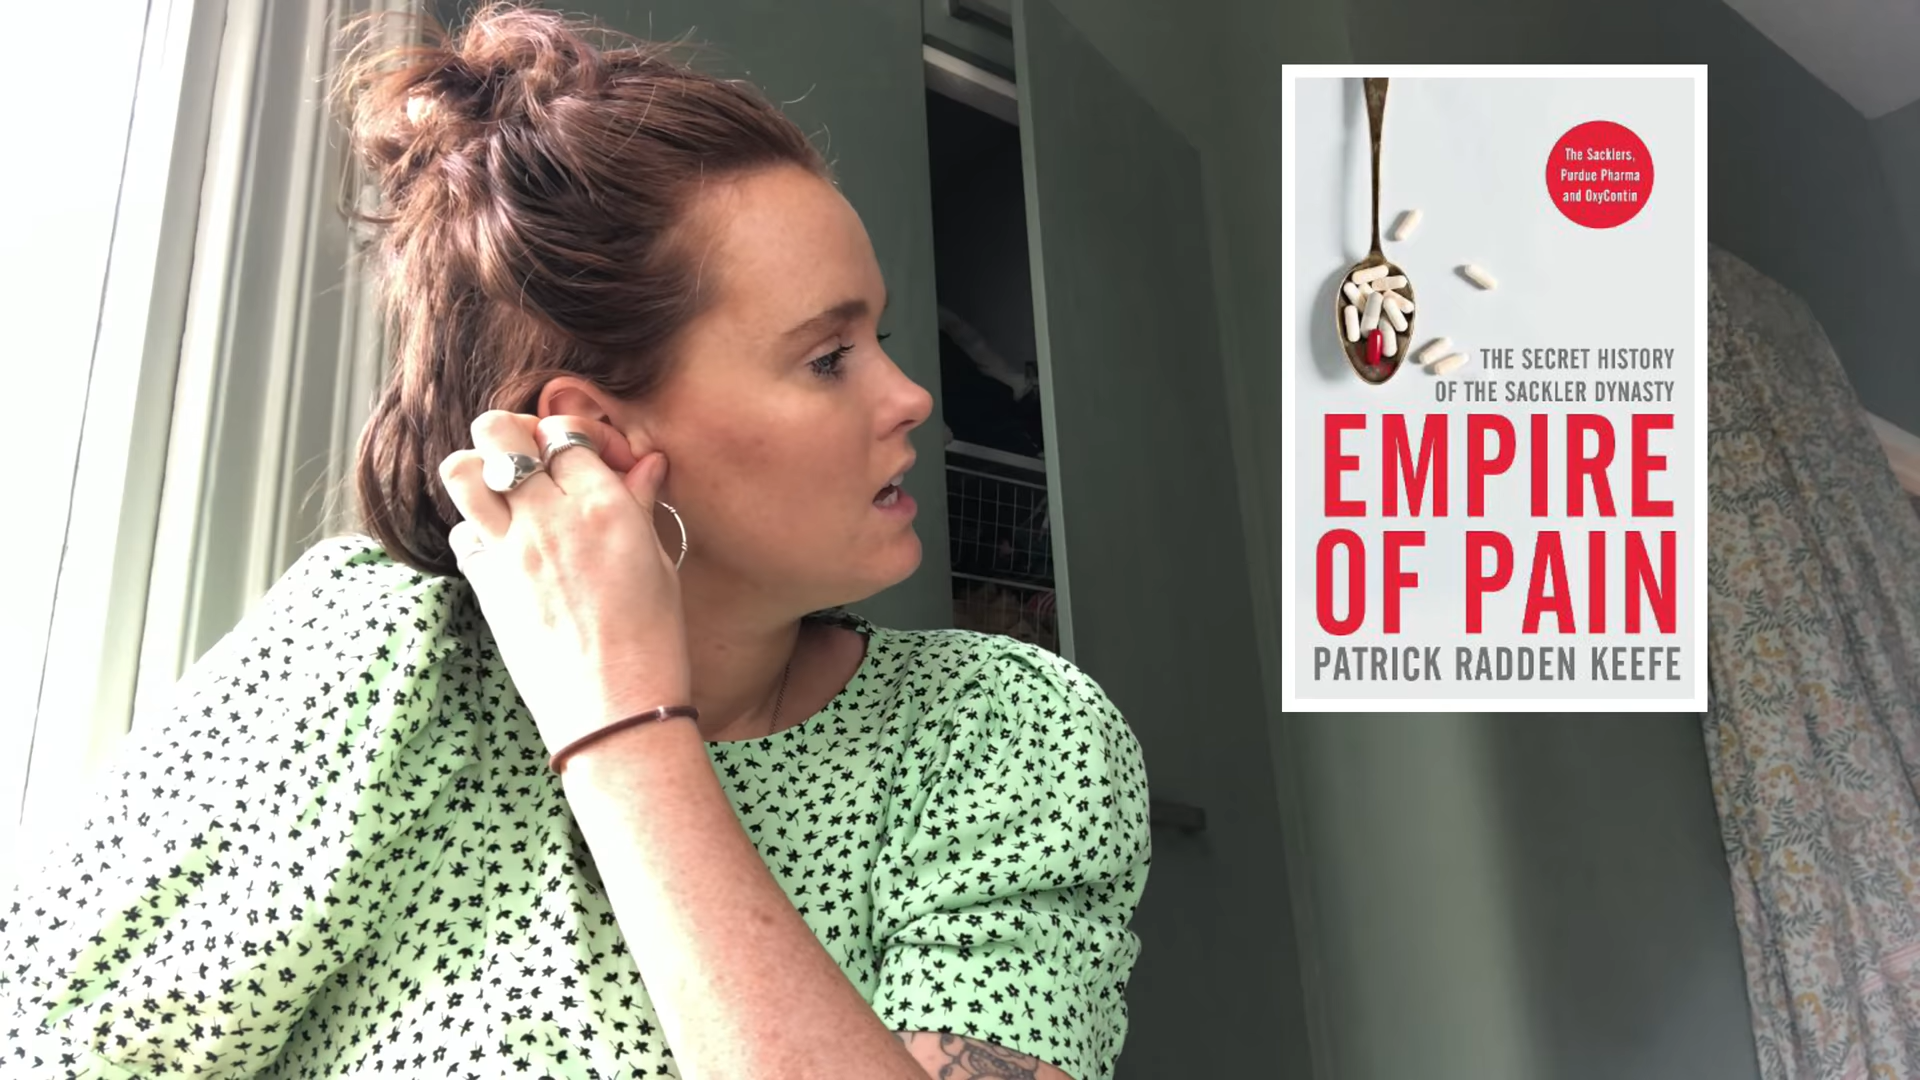 The Sacklers,
Purdue Pharma
and OxyContin
THE SECRET HISTORY
OF THE SACKLER DYNASTY
EMPIRE
OF PAIN
PATRICK RADDEN KEEFE